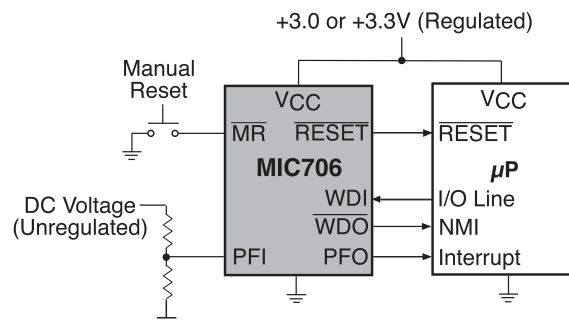 +3.0 or +3.3V (Regulated)
Manual
Reset
VCC
VCC
MR
RESET
RESET
MIC706
µP
WDI
I/O Line
DC Voltage
(Unregulated)
WDO
NMI
PFI
PFO
Interrupt